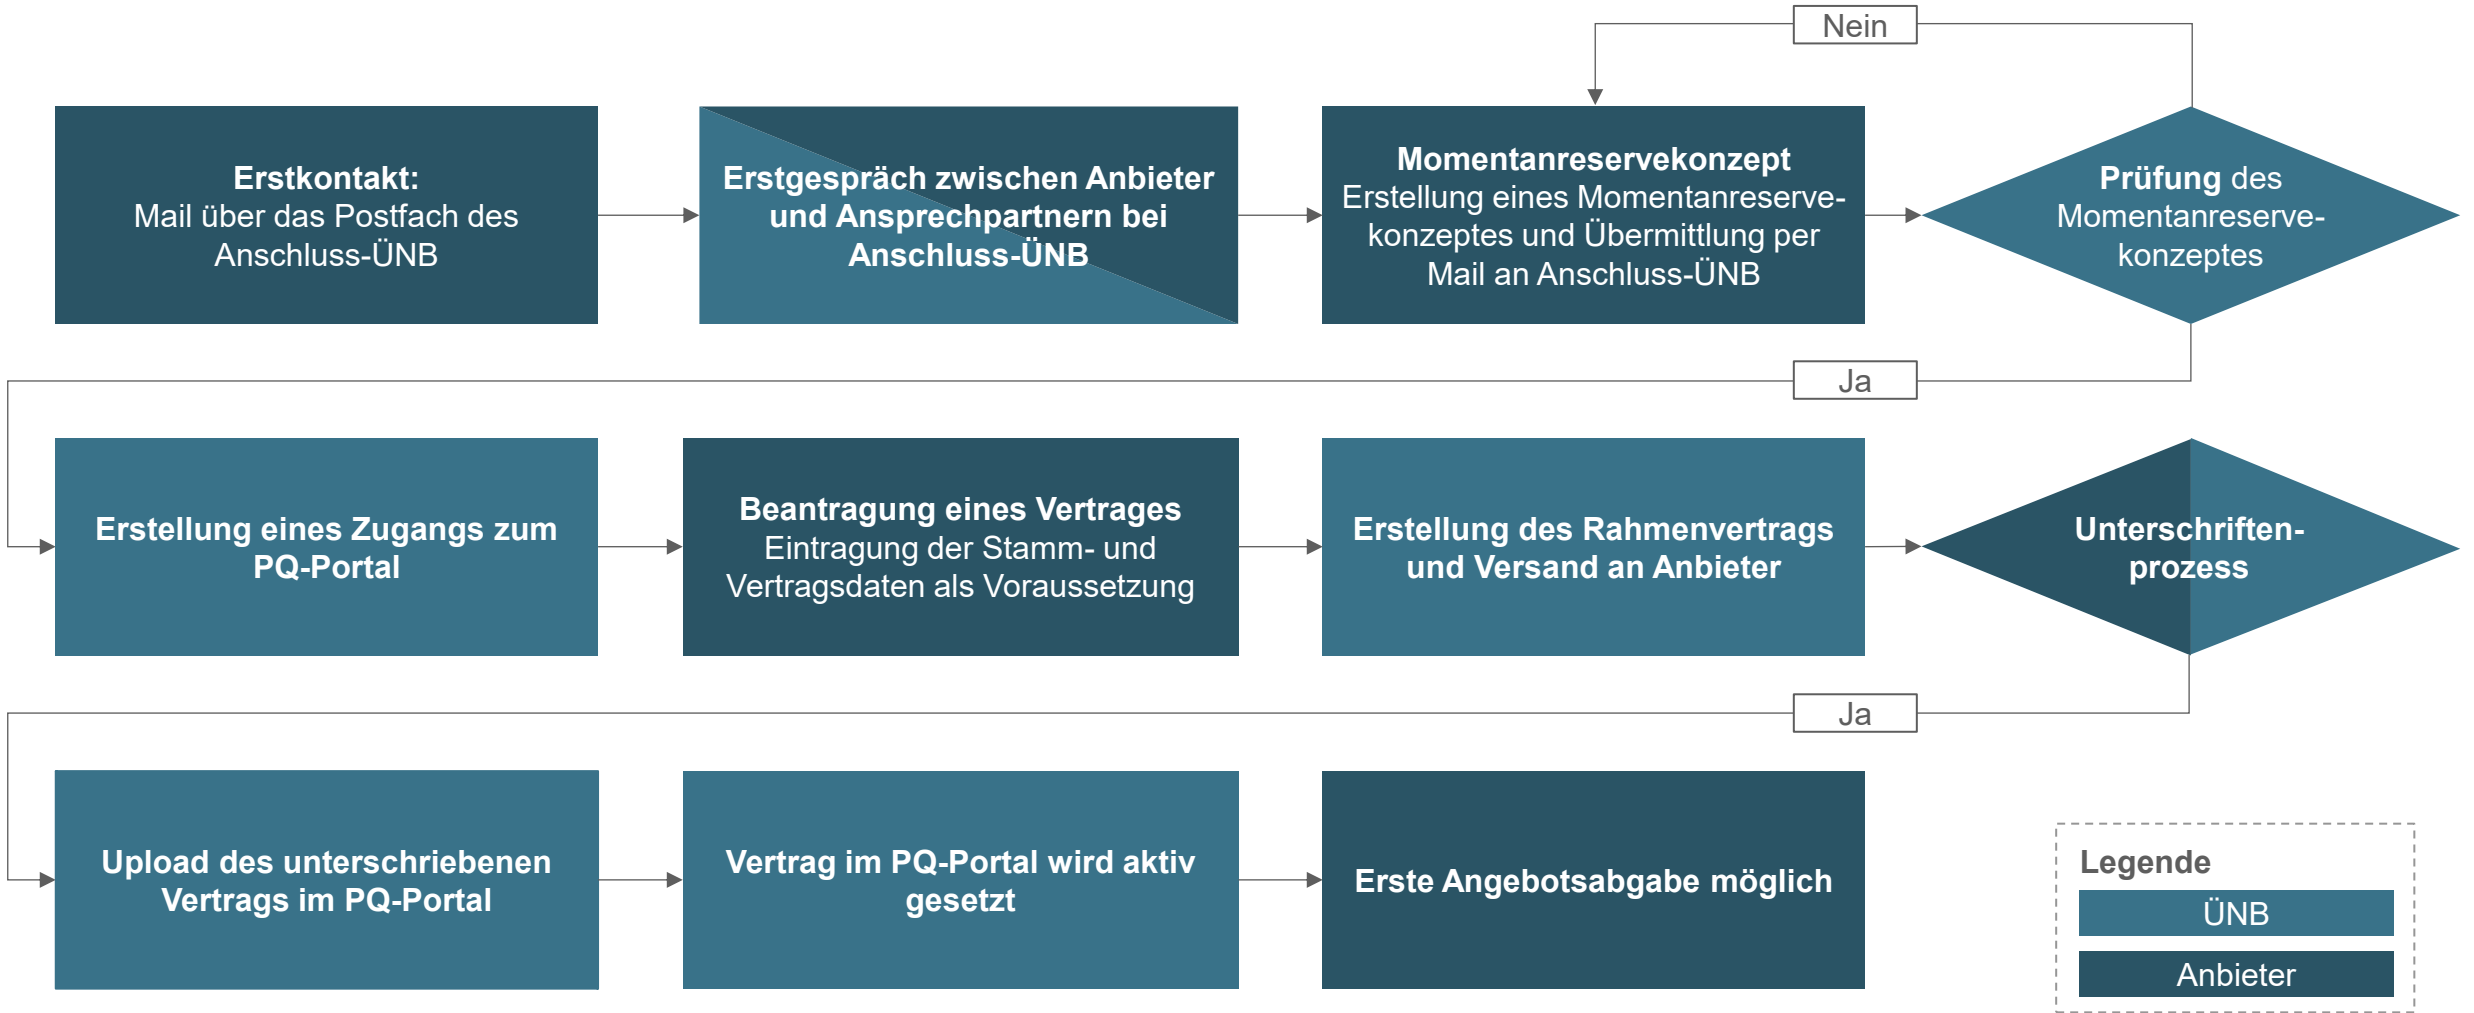 Nein
Erstkontakt:
Mail über das Postfach des
Anschluss-ÜNB
Erstgespräch zwischen Anbieter
und Ansprechpartnern bei
Anschluss-ÜNB
Momentanreservekonzept
Erstellung eines Momentanreserve-
konzeptes und Übermittlung per
Mail an Anschluss-ÜNB
Prüfung des
Momentanreserve-
konzeptes
Ja
Erstellung eines Zugangs zum
PQ-Portal
Beantragung eines Vertrages
Eintragung der Stamm- und
Vertragsdaten als Voraussetzung
Erstellung des Rahmenvertrags
und Versand an Anbieter
Unterschriften-
prozess
Ja
Upload des unterschriebenen
Vertrags im PQ-Portal
Vertrag im PQ-Portal wird aktiv
gesetzt
Erste Angebotsabgabe möglich
Legende
ÜNB
Anbieter